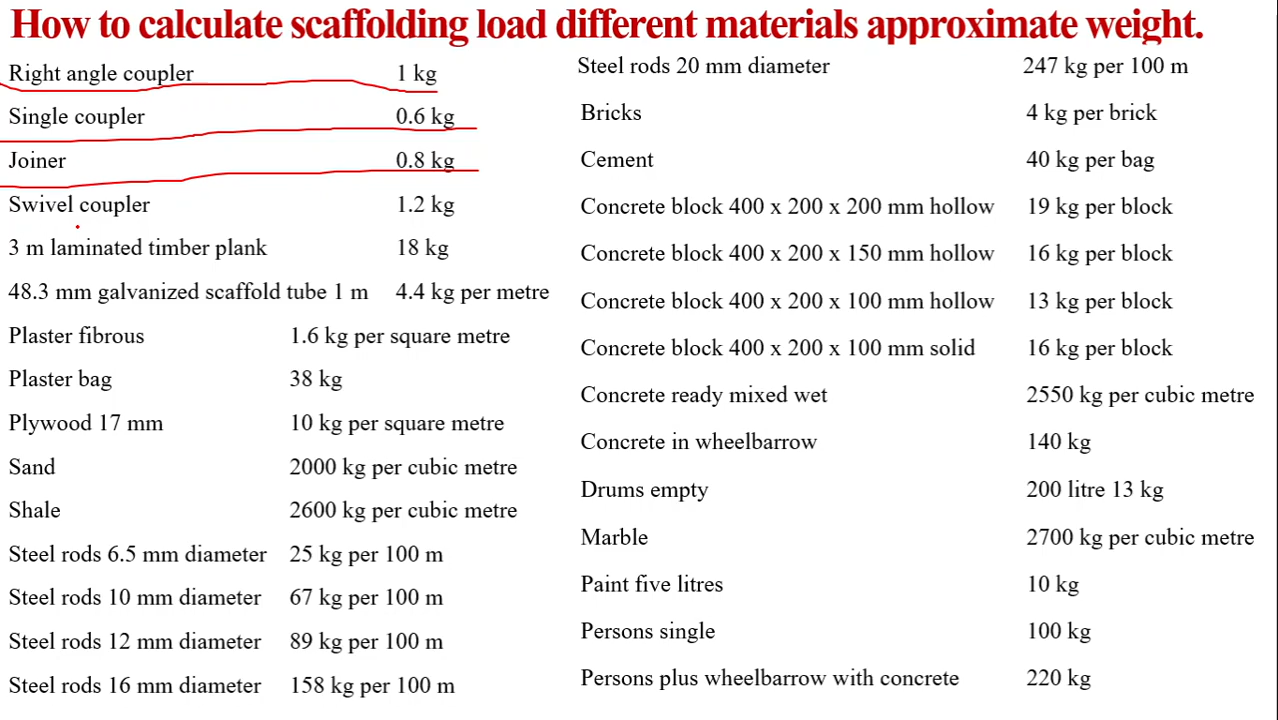 How to calculate scaffolding load different materials approximate weight.
Right angle coupler 1 kg
Single coupler 0.6 kg
Joiner 0.8 kg
Swivel coupler 1.2 kg
3 m laminated timber plank 18 kg
48.3 mm galvanized scaffold tube 1 m 4.4 kg per metre
Plaster fibrous 1.6 kg per square metre
Plaster bag 38 kg
Plywood 17 mm 10 kg per square metre
Sand 2000 kg per cubic metre
Shale 2600 kg per cubic metre
Steel rods 6.5 mm diameter 25 kg per 100 m
Steel rods 10 mm diameter 67 kg per 100 m
Steel rods 12 mm diameter 89 kg per 100 m
Steel rods 16 mm diameter 158 kg per 100 m
Steel rods 20 mm diameter 247 kg per 100 m
Bricks 4 kg per brick
Cement 40 kg per bag
Concrete block 400 x 200 x 200 mm hollow 19 kg per block
Concrete block 400 x 200 x 150 mm hollow 16 kg per block
Concrete block 400 x 200 x 100 mm hollow 13 kg per block
Concrete block 400 x 200 x 100 mm solid 16 kg per block
Concrete ready mixed wet 2550 kg per cubic metre
Concrete in wheelbarrow 140 kg
Drums empty 200 litre 13 kg
Marble 2700 kg per cubic metre
Paint five litres 10 kg
Persons single 100 kg
Persons plus wheelbarrow with concrete 220 kg